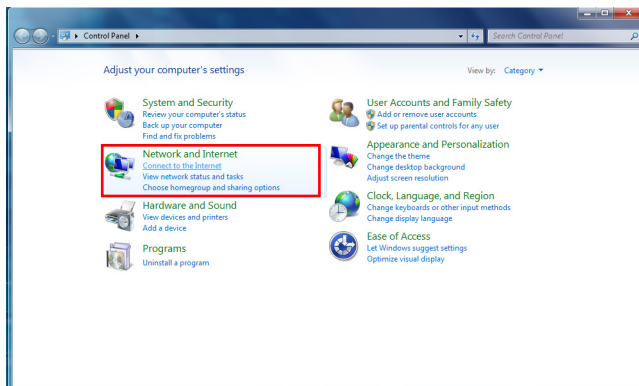 Control Panel
Search Control Panel
Adjust your computer's settings
View by: Category
System and Security
Review your computer's status
Back up your computer
Find and fix problems
Network and Internet
Connect to the Internet
View network status and tasks
Choose homegroup and sharing options
Hardware and Sound
View devices and printers
Add a device
Programs
Uninstall a program
User Accounts and Family Safety
Add or remove user accounts
Set up parental controls for any user
Appearance and Personalization
Change the theme
Change desktop background
Adjust screen resolution
Clock, Language, and Region
Change keyboards or other input methods
Change display language
Ease of Access
Let Windows suggest settings
Optimize visual display